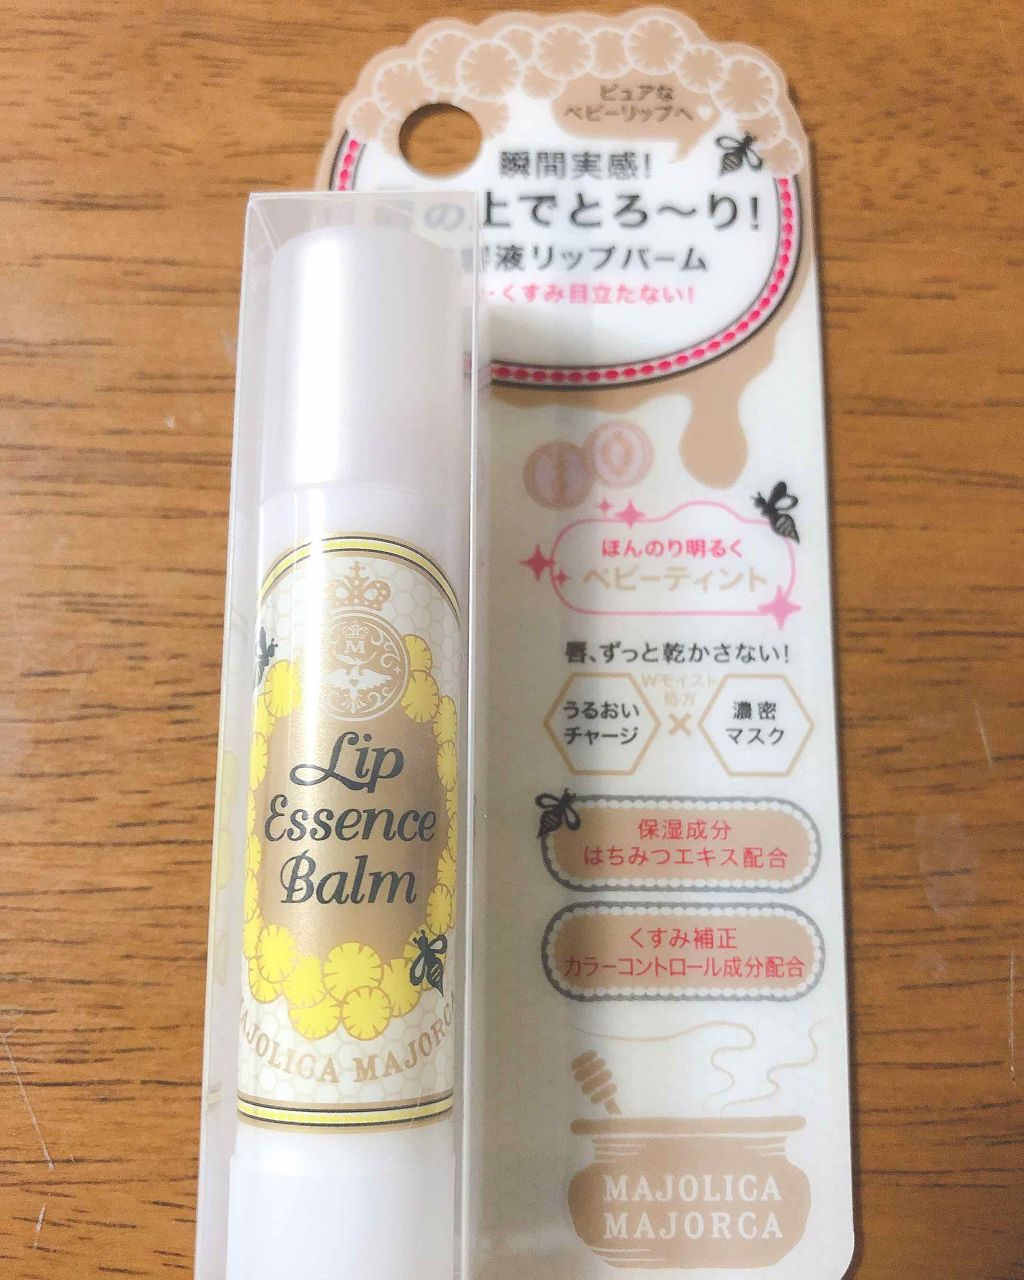 ピュアな
ベビーリップへ
瞬間実感!
の上でとろ〜り!
液リップバーム
くすみ目立たない!
ほんのり明るく
ベビーティント
唇、ずっと乾かさない!
Wモイスト
処方
うるおい
チャージ
×
濃密
マスク
保湿成分
はちみつエキス配合
くすみ補正
カラーコントロール成分配合
MAJOLICA
MAJORCA
M
Lip
Essence
Balm
AJOLICA MAJORC